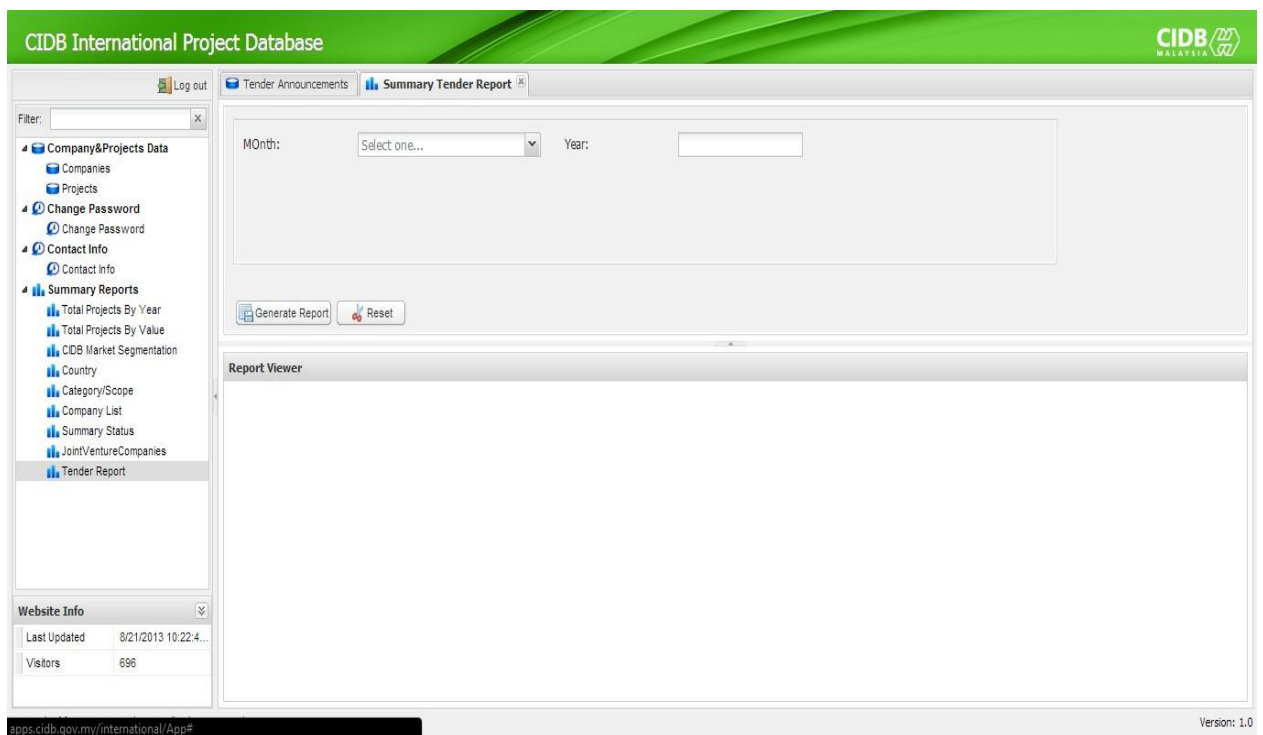 CIDB International Project Database
CIDB
MALAYSIA
Log out
Filter:
Company&Projects Data
Companies
Projects
Change Password
Change Password
Contact Info
Contact Info
Summary Reports
Total Projects By Year
Total Projects By Value
CIDB Market Segmentation
Country
Category/Scope
Company List
Summary Status
JointVentureCompanies
Tender Report
Website Info
Last Updated 8/21/2013 10:22:4...
Visitors 696
Tender Announcements Summary Tender Report
MOnth: Select one... Year:
Generate Report Reset
Report Viewer
apps.cidb.gov.my/international/App#
Version: 1.0